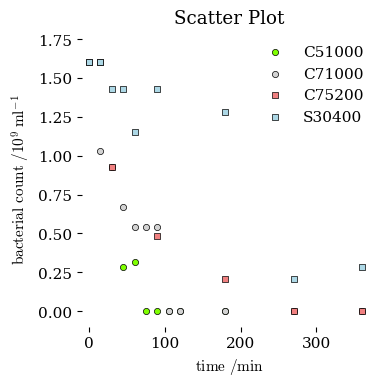 Scatter Plot
1.75
1.50
1.25
1.00
0.75
0.50
0.25
0.00
bacterial count /10⁹ ml⁻¹
C51000
C71000
C75200
S30400
0 100 200 300
time /min